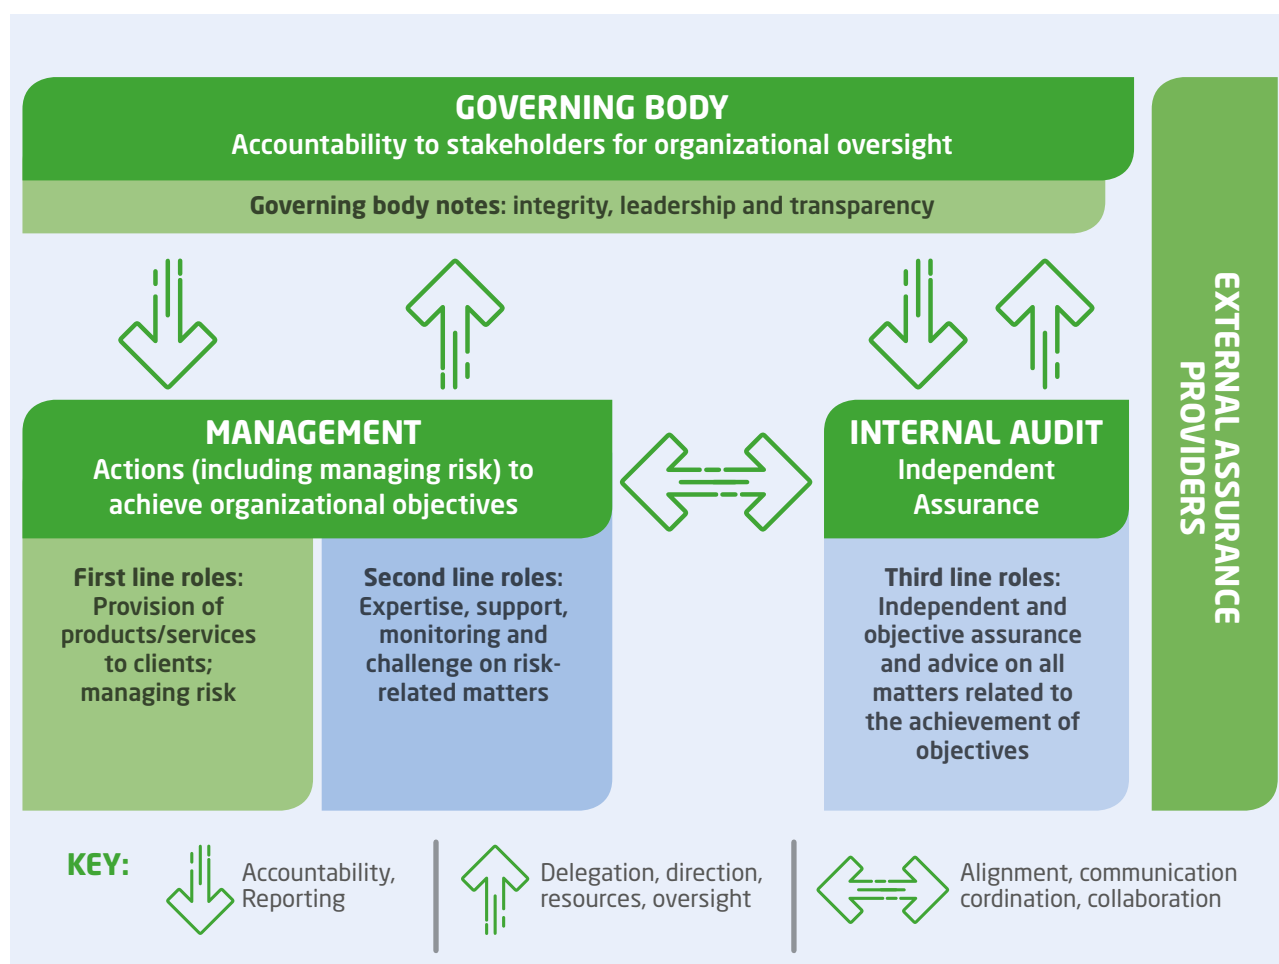 GOVERNING BODY
Accountability to stakeholders for organizational oversight
Governing body notes: integrity, leadership and transparency
MANAGEMENT
Actions (including managing risk) to
achieve organizational objectives
INTERNAL AUDIT
Independent
Assurance
First line roles:
Provision of
products/services
to clients;
managing risk
Second line roles:
Expertise, support,
monitoring and
challenge on risk-
related matters
Third line roles:
Independent and
objective assurance
and advice on all
matters related to
the achievement of
objectives
EXTERNAL ASSURANCE
PROVIDERS
KEY:
Accountability,
Reporting
Delegation, direction,
resources, oversight
Alignment, communication
cordination, collaboration